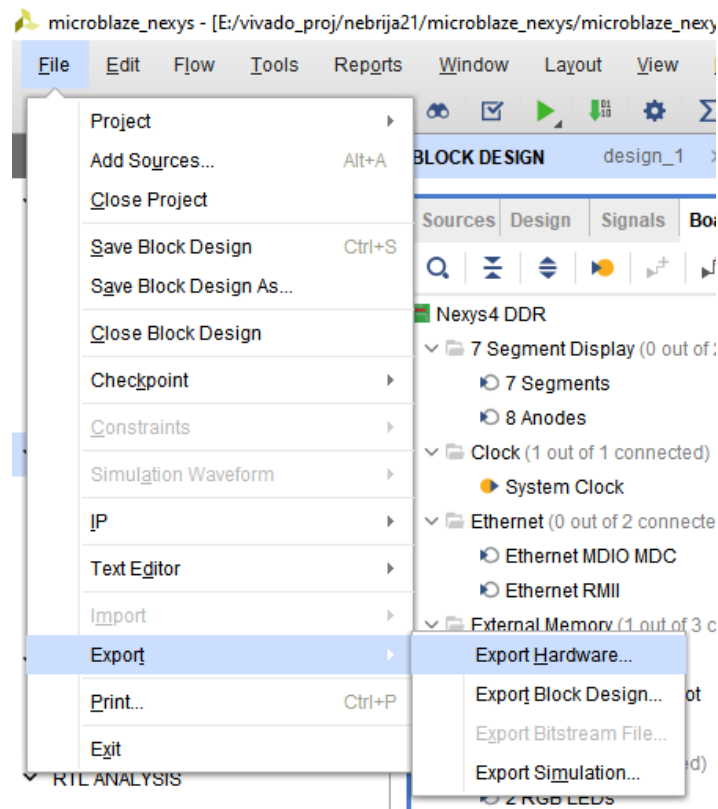 microblaze_nexys - [E:/vivado_proj/nebrija21/microblaze_nexys/microblaze_nexy
File Edit Flow Tools Reports Window Layout View
Project
Add Sources... Alt+A
Close Project
Save Block Design Ctrl+S
Save Block Design As...
Close Block Design
Checkpoint
Constraints
Simulation Waveform
IP
Text Editor
Import
Export
Print... Ctrl+P
Exit
RTL ANALYSIS
BLOCK DESIGN design_1
Sources Design Signals Boa
Nexys4 DDR
7 Segment Display (0 out of 2
7 Segments
8 Anodes
Clock (1 out of 1 connected)
System Clock
Ethernet (0 out of 2 connecte
Ethernet MDIO MDC
Ethernet RMII
External Memory (1 out of 3 c
Export Hardware...
Export Block Design... ot
Export Bitstream File...
Export Simulation... ed)
2 RGB LEDs